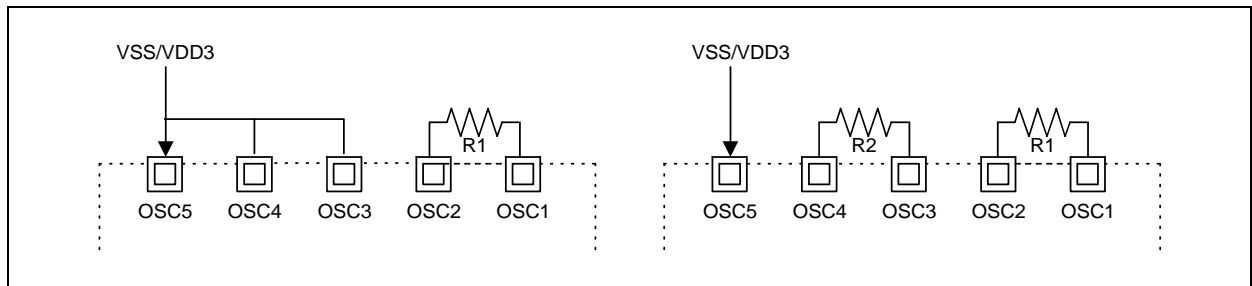 VSS/VDD3 VSS/VDD3
R1 R2 R1
OSC5 OSC4 OSC3 OSC2 OSC1 OSC5 OSC4 OSC3 OSC2 OSC1